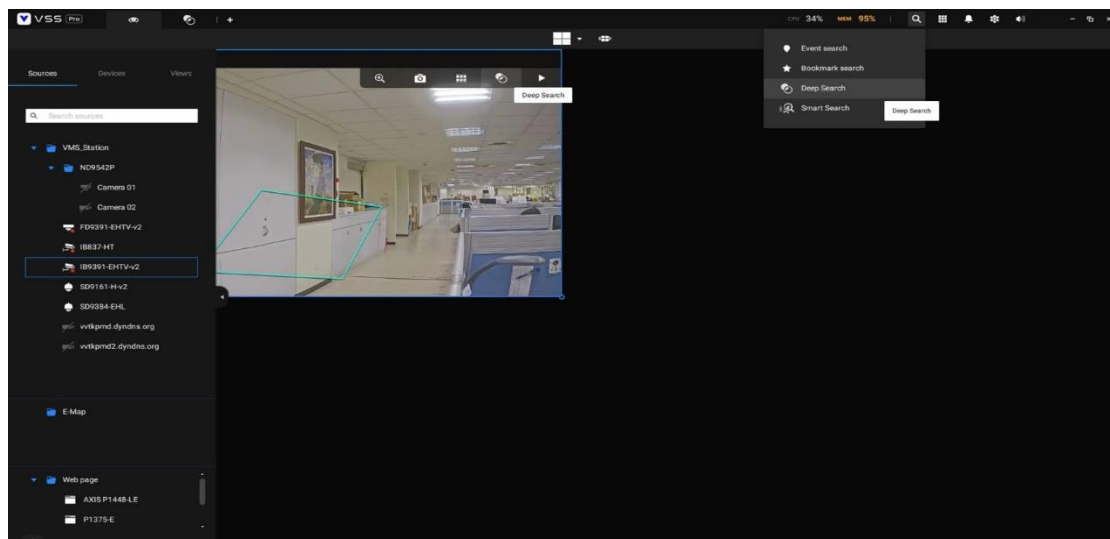 VSS Pro
CPU 34% MEM 95%
Sources Devices Views
Search sources
VMS_Station
ND9542P
Camera 01
Camera 02
FD9391-EHTV-v2
IB837-HT
IB9391-EHTV-v2
SD9161-H-v2
SD9384-EHL
vvtkpmd.dyndns.org
vvtkpmd2.dyndns.org
E-Map
Web page
AXIS P1448-LE
P1375-E
Deep Search
Event search
Bookmark search
Deep Search
Smart Search
Deep Search